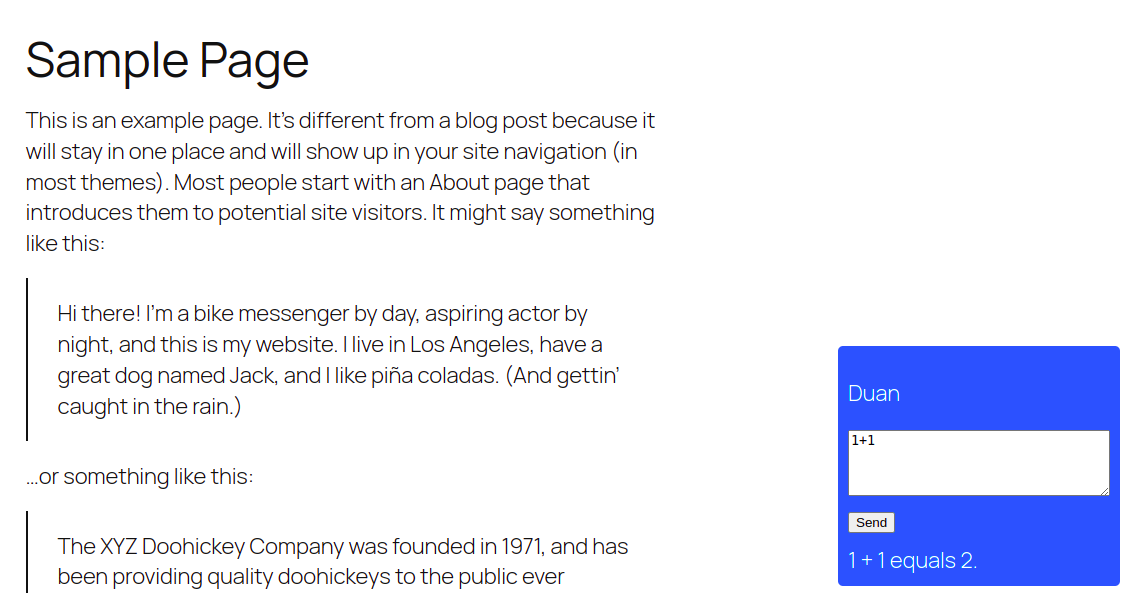 Sample Page
This is an example page. It’s different from a blog post because it
will stay in one place and will show up in your site navigation (in
most themes). Most people start with an About page that
introduces them to potential site visitors. It might say something
like this:
Hi there! I’m a bike messenger by day, aspiring actor by
night, and this is my website. I live in Los Angeles, have a
great dog named Jack, and I like piña coladas. (And gettin’
caught in the rain.)
…or something like this:
The XYZ Doohickey Company was founded in 1971, and has
been providing quality doohickeys to the public ever
Duan
1+1
Send
1 + 1 equals 2.